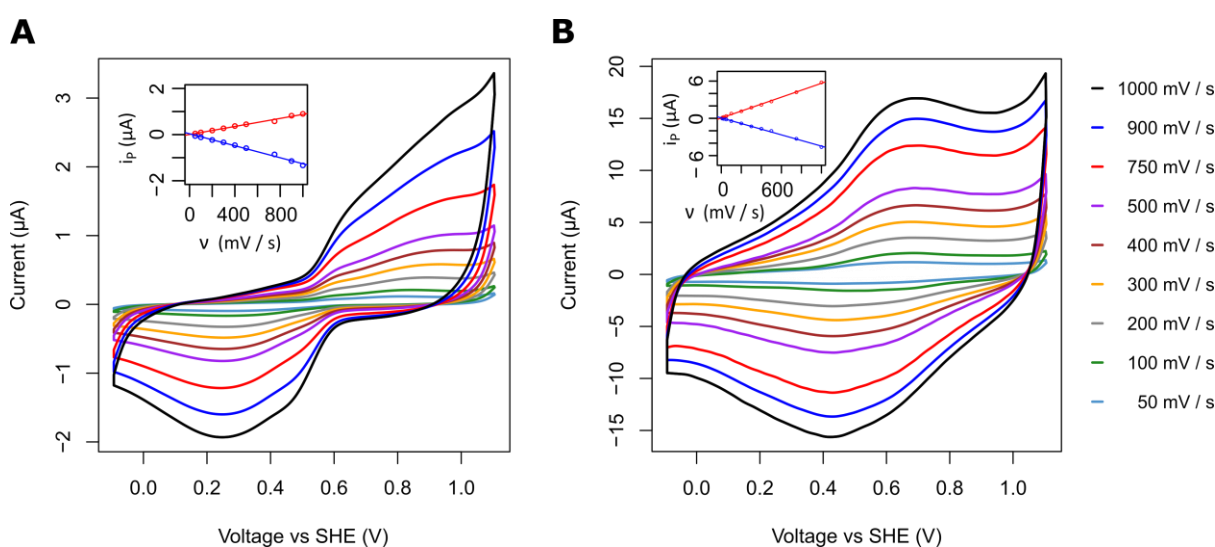 A
Current (µA)
3
2
1
0
−1
−2
0.0 0.2 0.4 0.6 0.8 1.0
Voltage vs SHE (V)
iₚ (µA)
2
0
− 2
0 400 800
ν (mV / s)
B
Current (µA)
20
15
10
5
0
−5
−10
−15
0.0 0.2 0.4 0.6 0.8 1.0
Voltage vs SHE (V)
iₚ (µA)
6
0
− 6
0 600
ν (mV / s)
1000 mV / s
900 mV / s
750 mV / s
500 mV / s
400 mV / s
300 mV / s
200 mV / s
100 mV / s
50 mV / s